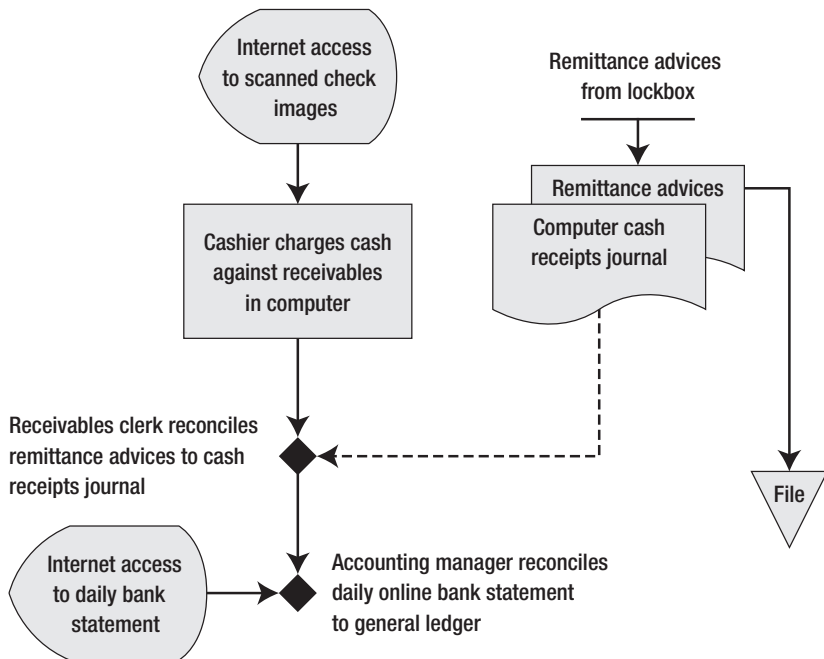 Internet access
to scanned check
images
Remittance advices
from lockbox
Remittance advices
Computer cash
receipts journal
Cashier charges cash
against receivables
in computer
Receivables clerk reconciles
remittance advices to cash
receipts journal
File
Internet access
to daily bank
statement
Accounting manager reconciles
daily online bank statement
to general ledger